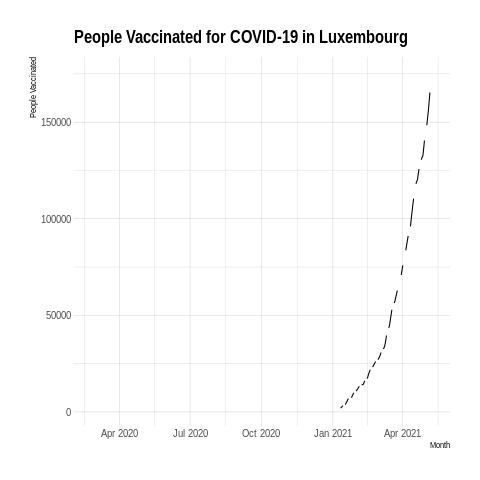 People Vaccinated for COVID-19 in Luxembourg
People Vaccinated
150000
100000
50000
0
Apr 2020 Jul 2020 Oct 2020 Jan 2021 Apr 2021
Month